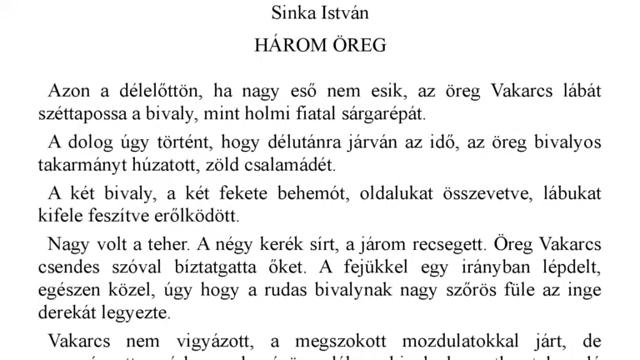 Sinka István
HÁROM ÖREG
Azon a délelőttön, ha nagy eső nem esik, az öreg Vakarcs lábát
széttapossa a bivaly, mint holmi fiatal sárgarépát.
A dolog úgy történt, hogy délutánra járván az idő, az öreg bivalyos
takarmányt húzatott, zöld csalamádét.
A két bivaly, a két fekete behemót, oldalukat összevetve, lábukat
kifele feszítve erőlködött.
Nagy volt a teher. A négy kerék sírt, a járom recsegett. Öreg Vakarcs
csendes szóval bíztatgatta őket. A fejükkel egy irányban lépdelt,
egészen közel, úgy hogy a rudas bivalynak nagy szőrös füle az inge
derekát legyezte.
Vakarcs nem vigyázott, a megszokott mozdulatokkal járt, de